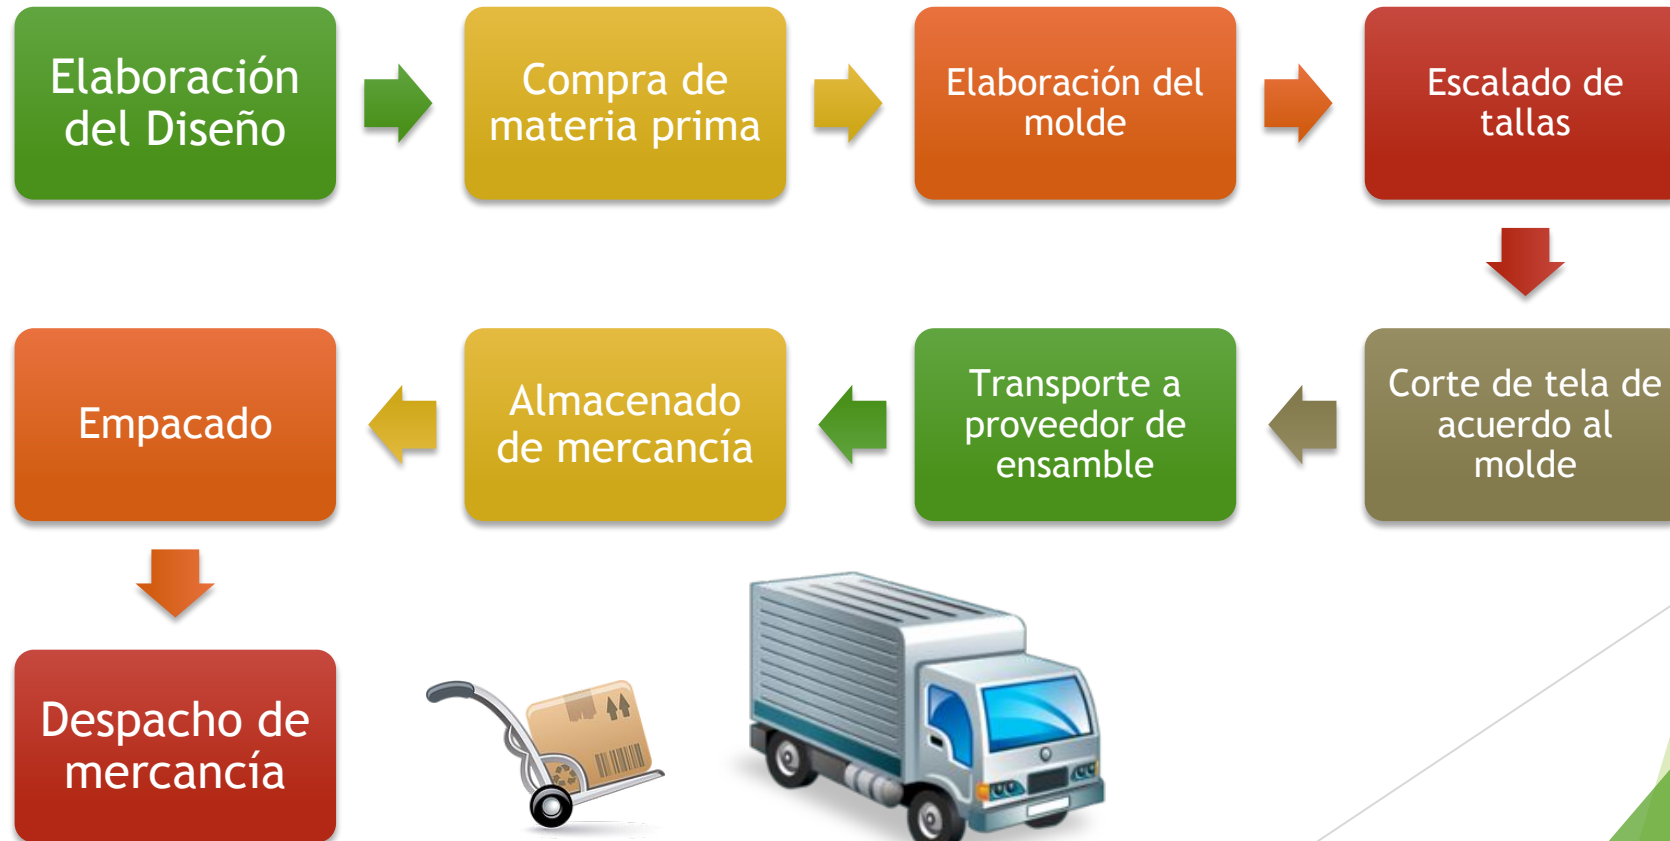 Elaboración
del Diseño
Compra de
materia prima
Elaboración del
molde
Escalado de
tallas
Corte de tela de
acuerdo al
molde
Transporte a
proveedor de
ensamble
Almacenado
de mercancía
Empacado
Despacho de
mercancía